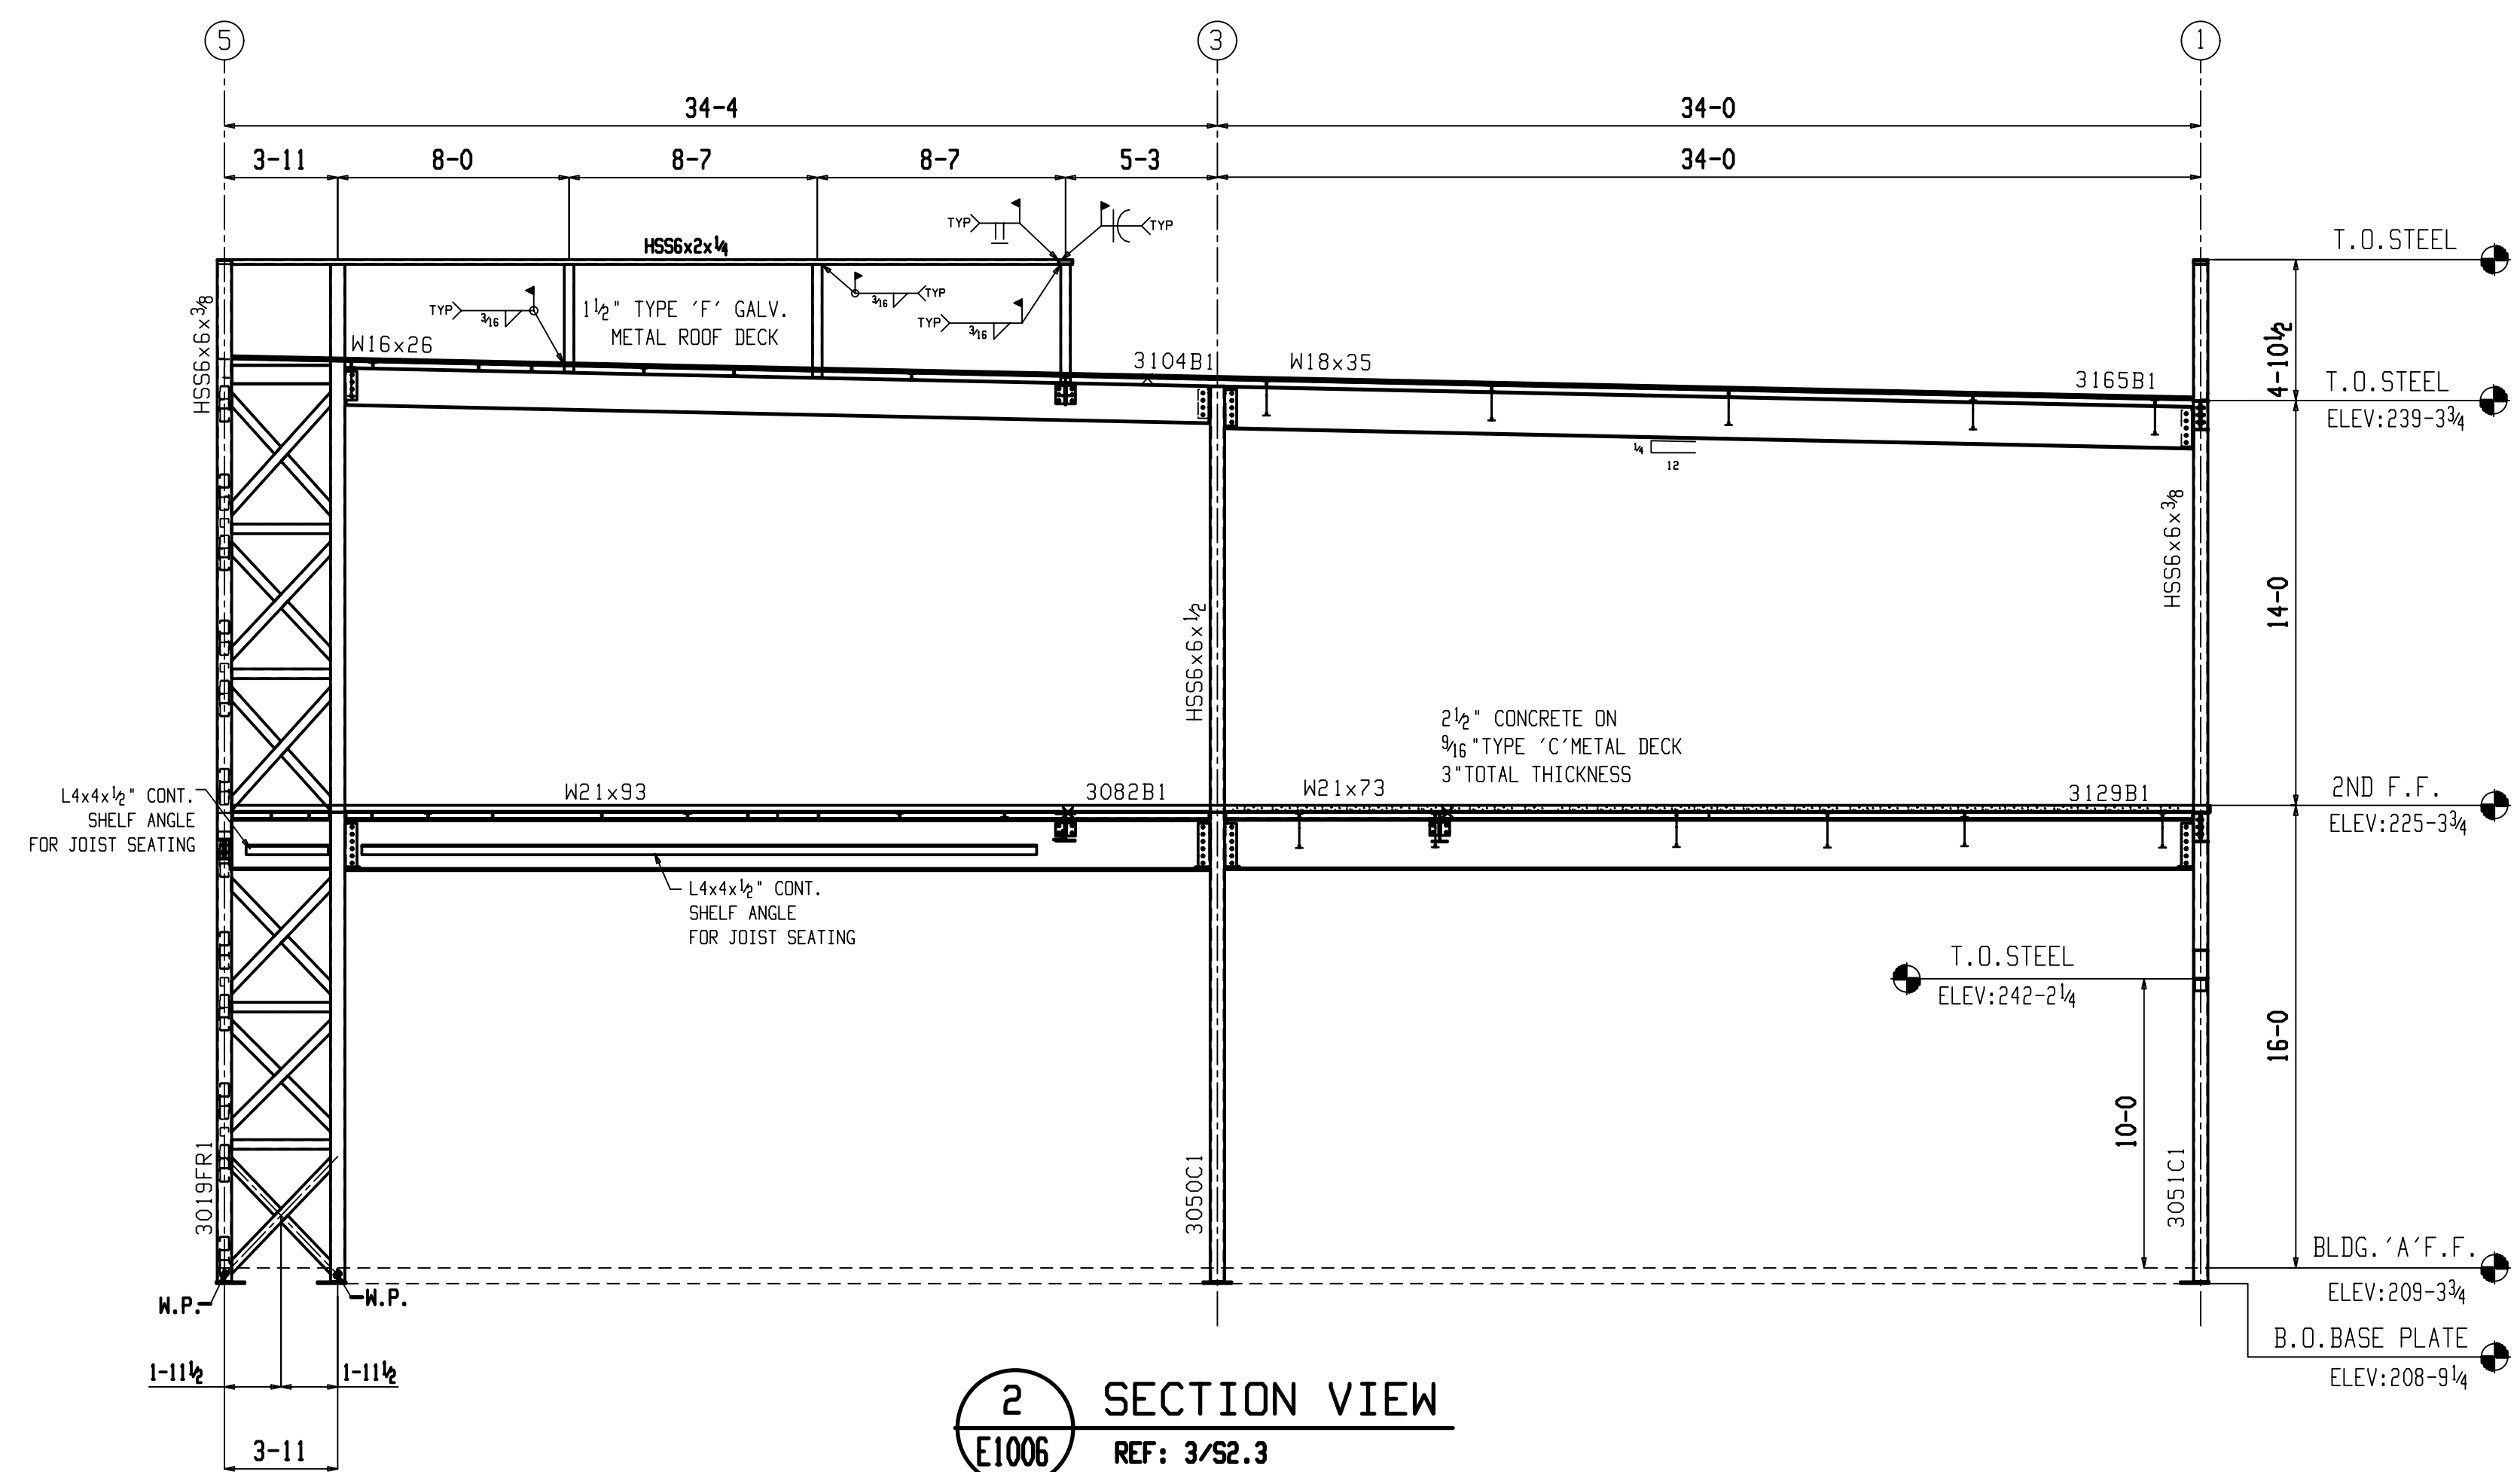 5
3
1
34-4
34-0
3-11
8-0
8-7
8-7
5-3
34-0
TYP
TYP
HSS6x2x1/4
T.O.STEEL
HSS6x6x3/8
TYP
3/16
1 1/2" TYPE 'F' GALV.
METAL ROOF DECK
3/16
TYP
TYP
3/16
W16x26
3104B1
W18x35
3165B1
4-10 1/2
T.O.STEEL
ELEV:239-3 3/4
1/4
12
HSS6x6x3/8
14-0
HSS6x6x1/2
2 1/2" CONCRETE ON
9/16"TYPE 'C'METAL DECK
3"TOTAL THICKNESS
L4x4x1/2" CONT.
SHELF ANGLE
FOR JOIST SEATING
W21x93
3082B1
W21x73
3129B1
2ND F.F.
ELEV:225-3 3/4
L4x4x1/2" CONT.
SHELF ANGLE
FOR JOIST SEATING
T.O.STEEL
ELEV:242-2 1/4
16-0
10-0
3019FR1
3050C1
3051C1
BLDG.'A'F.F.
ELEV:209-3 3/4
W.P.
W.P.
B.O.BASE PLATE
ELEV:208-9 1/4
1-11 1/2
1-11 1/2
3-11
2
E1006
SECTION VIEW
REF: 3/S2.3